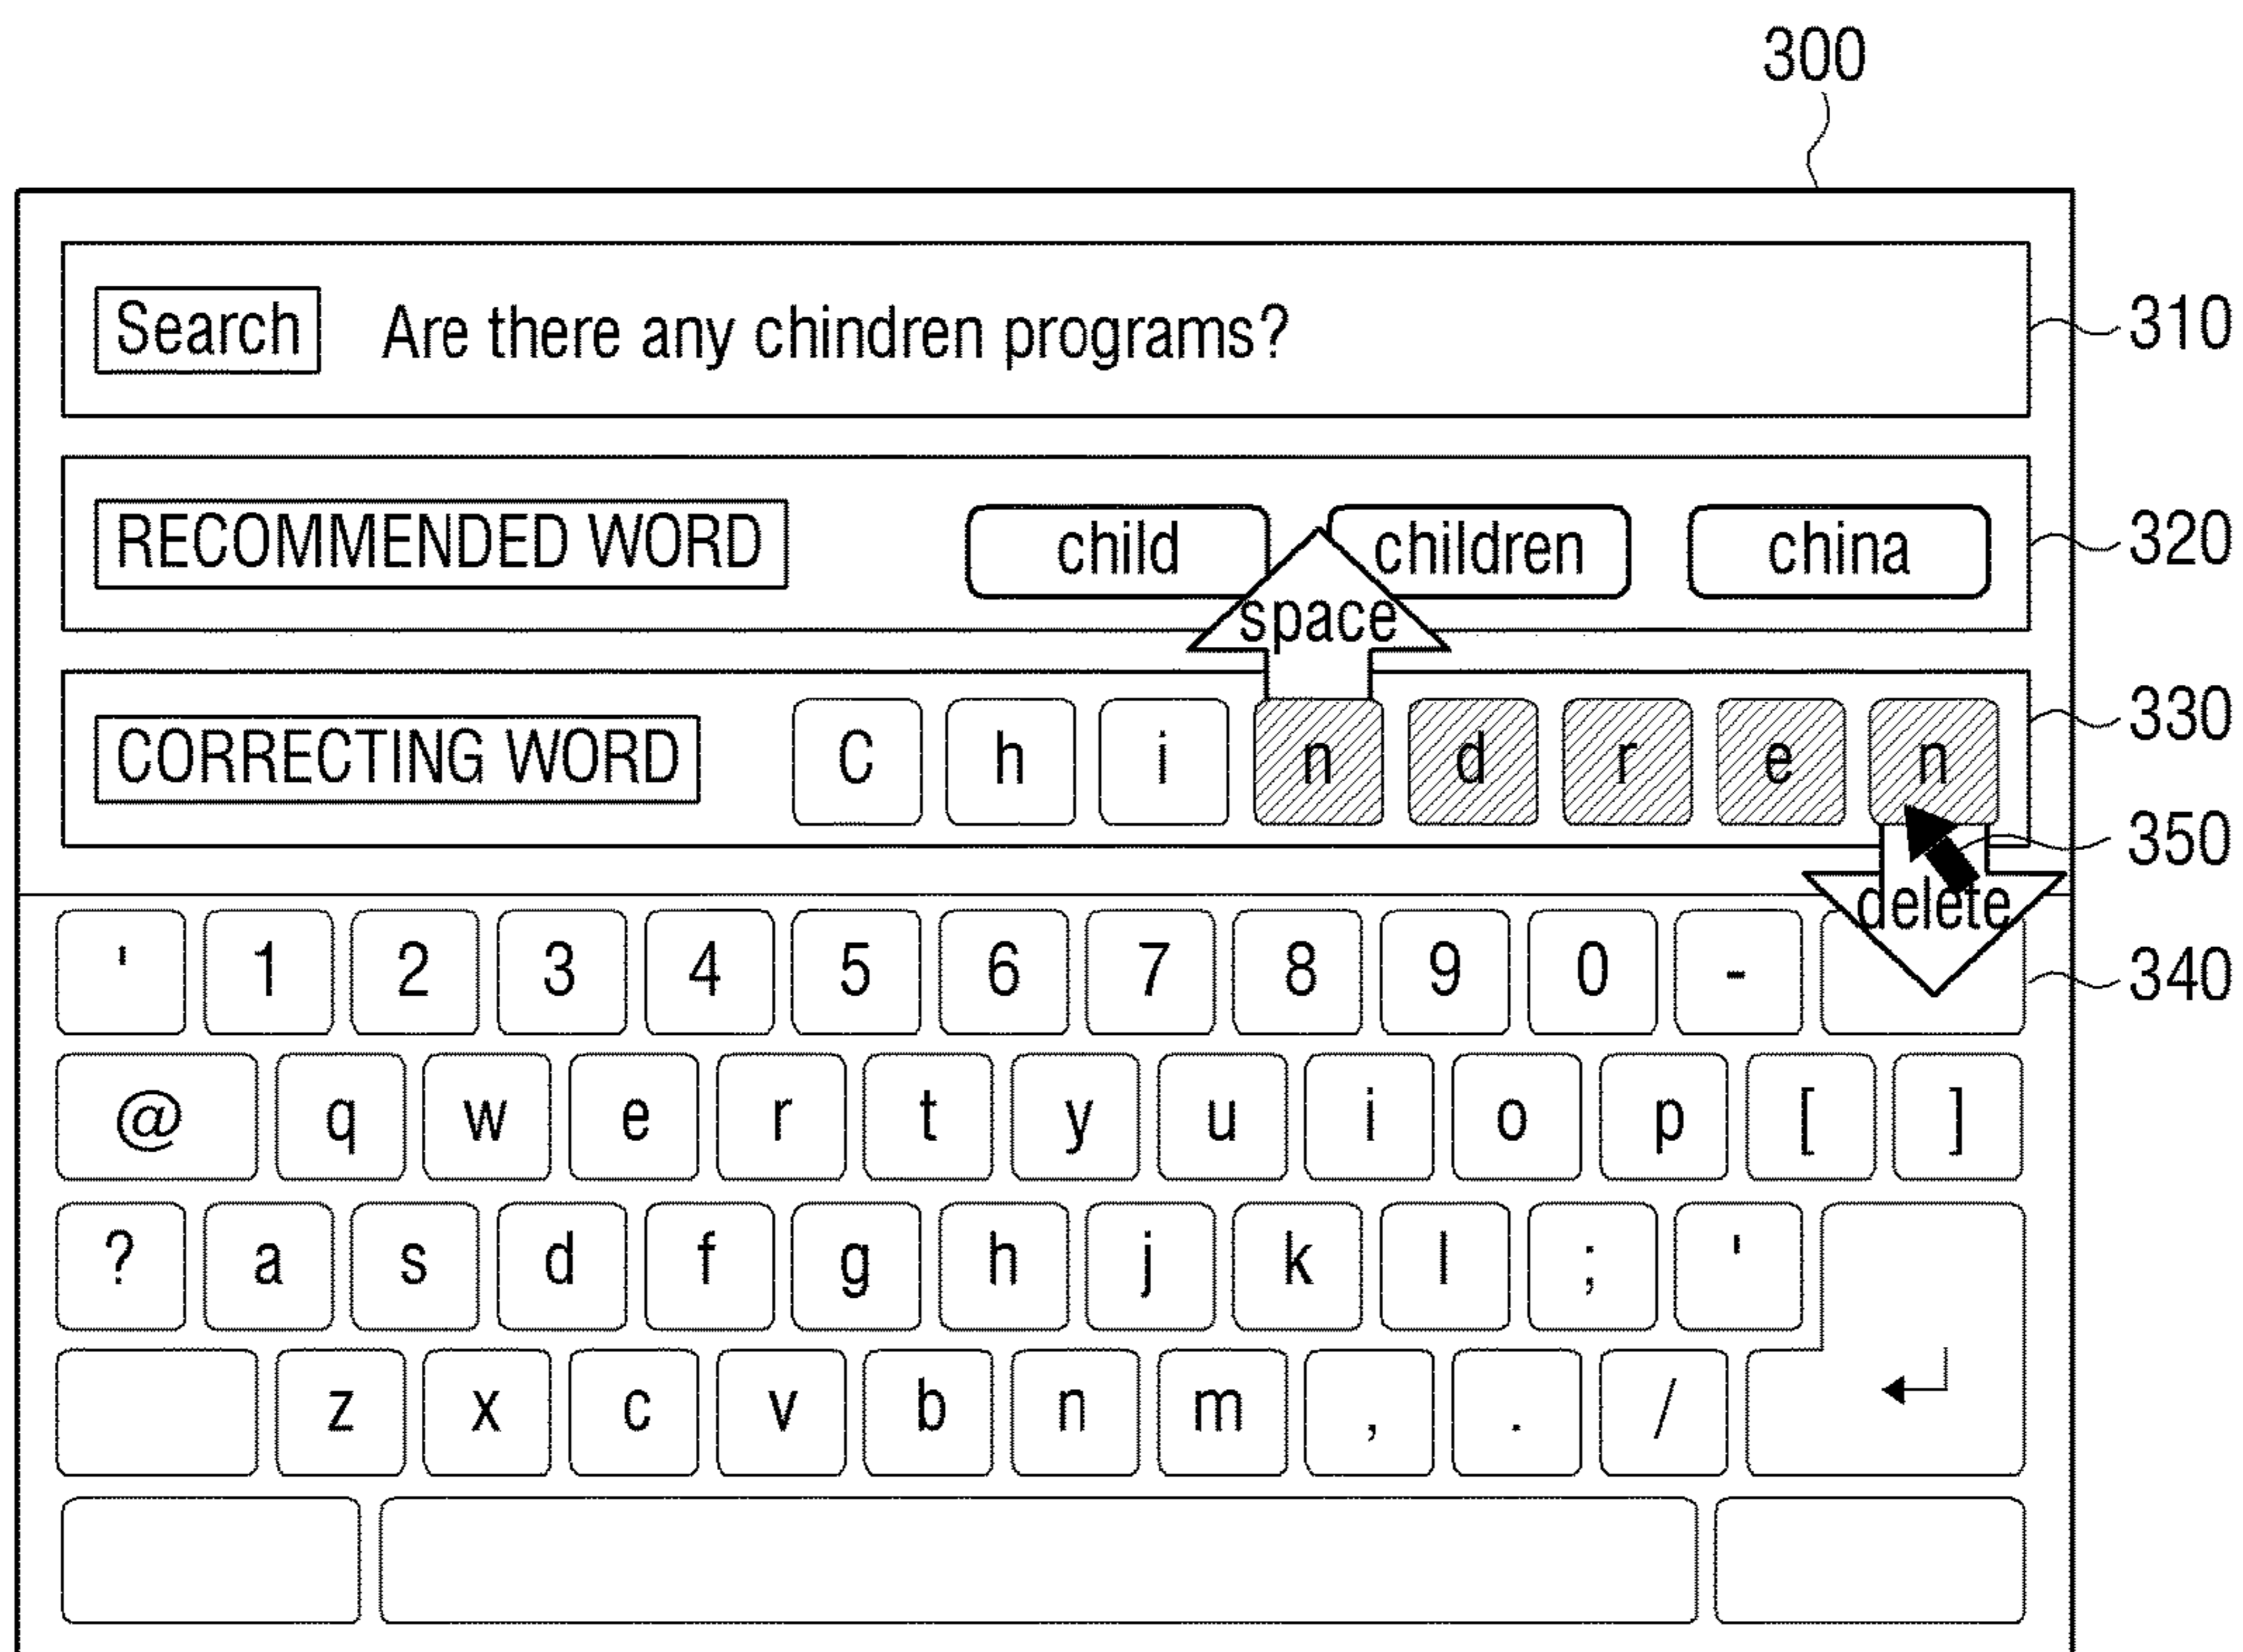 300
Search Are there any chindren programs? 310
RECOMMENDED WORD child children china 320
space
CORRECTING WORD C h i n d r e n 330
350
delete
' 1 2 3 4 5 6 7 8 9 0 - 340
@ q w e r t y u i o p [ ]
? a s d f g h j k l ; '
z x c v b n m , . /